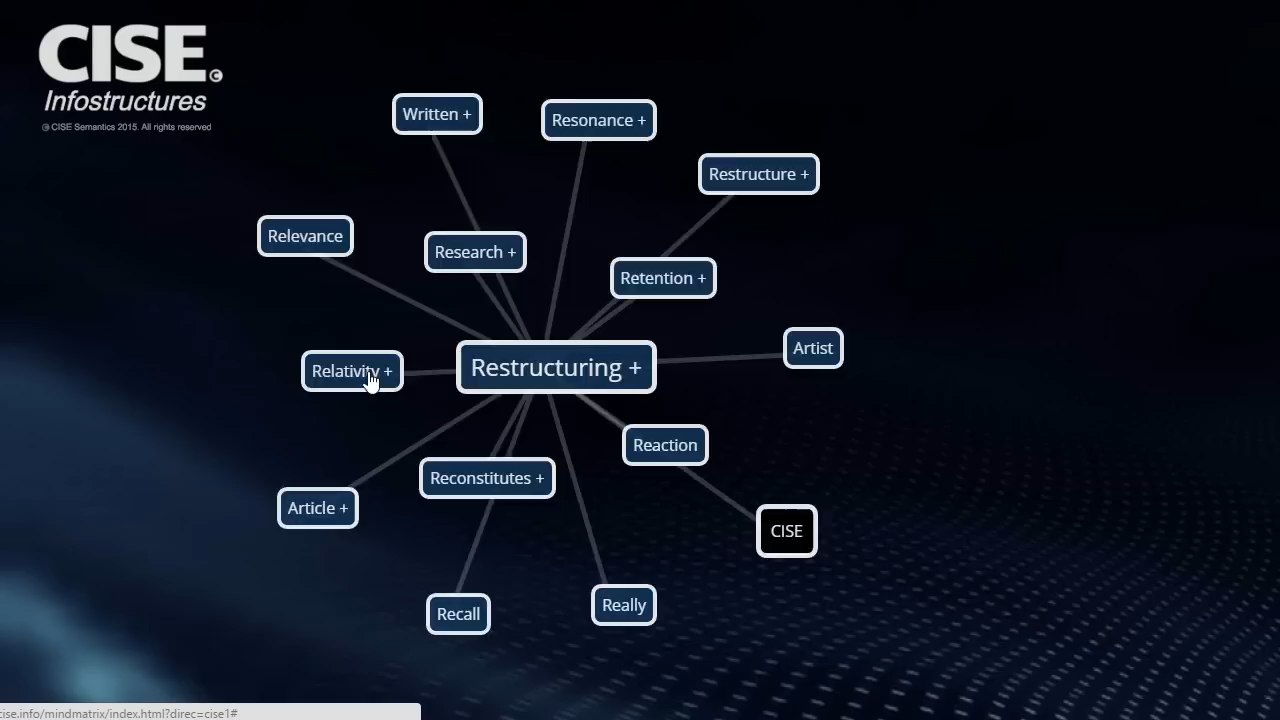 CISE©
Infostructures
© CISE Semantics 2015. All rights reserved
Written +
Resonance +
Restructure +
Relevance
Research +
Retention +
Artist
Relativity +
Restructuring +
Reaction
Reconstitutes +
Article +
CISE
Recall
Really
cise.info/mindmatrix/index.html?direc=cise1#